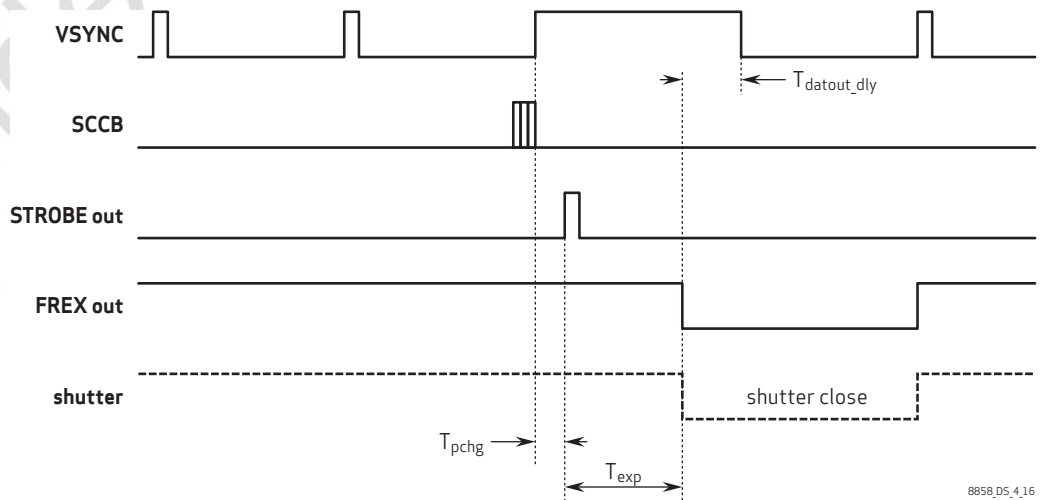 VSYNC
T_datout_dly
SCCB
STROBE out
FREX out
shutter
shutter close
T_pchg
T_exp
8858_DS_4_16